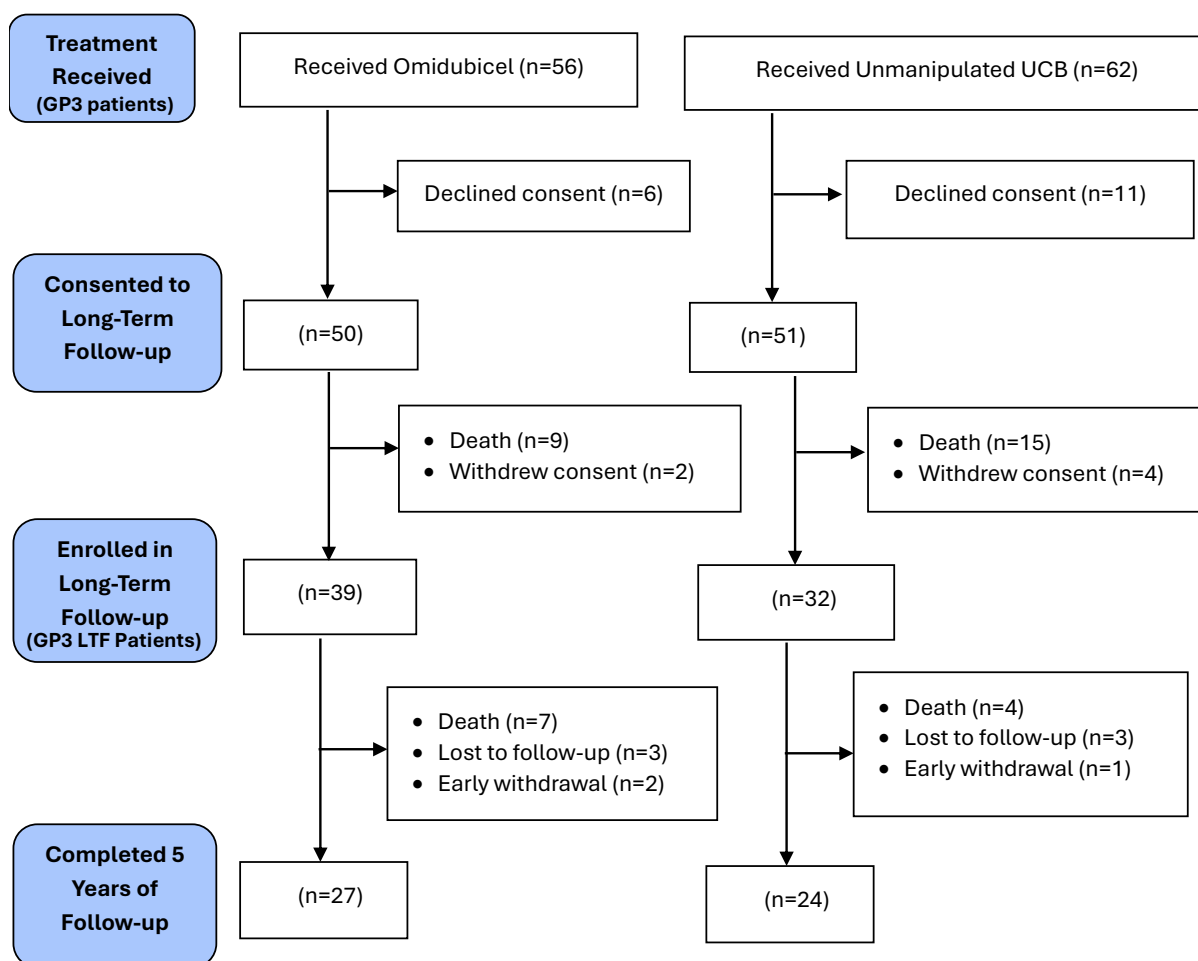 Treatment
Received
(GP3 patients)
Received Omidubicel (n=56)
Received Unmanipulated UCB (n=62)
Declined consent (n=6)
Declined consent (n=11)
Consented to
Long-Term
Follow-up
(n=50)
(n=51)
• Death (n=9)
• Withdrew consent (n=2)
• Death (n=15)
• Withdrew consent (n=4)
Enrolled in
Long-Term
Follow-up
(GP3 LTF Patients)
(n=39)
(n=32)
• Death (n=7)
• Lost to follow-up (n=3)
• Early withdrawal (n=2)
• Death (n=4)
• Lost to follow-up (n=3)
• Early withdrawal (n=1)
Completed 5
Years of
Follow-up
(n=27)
(n=24)